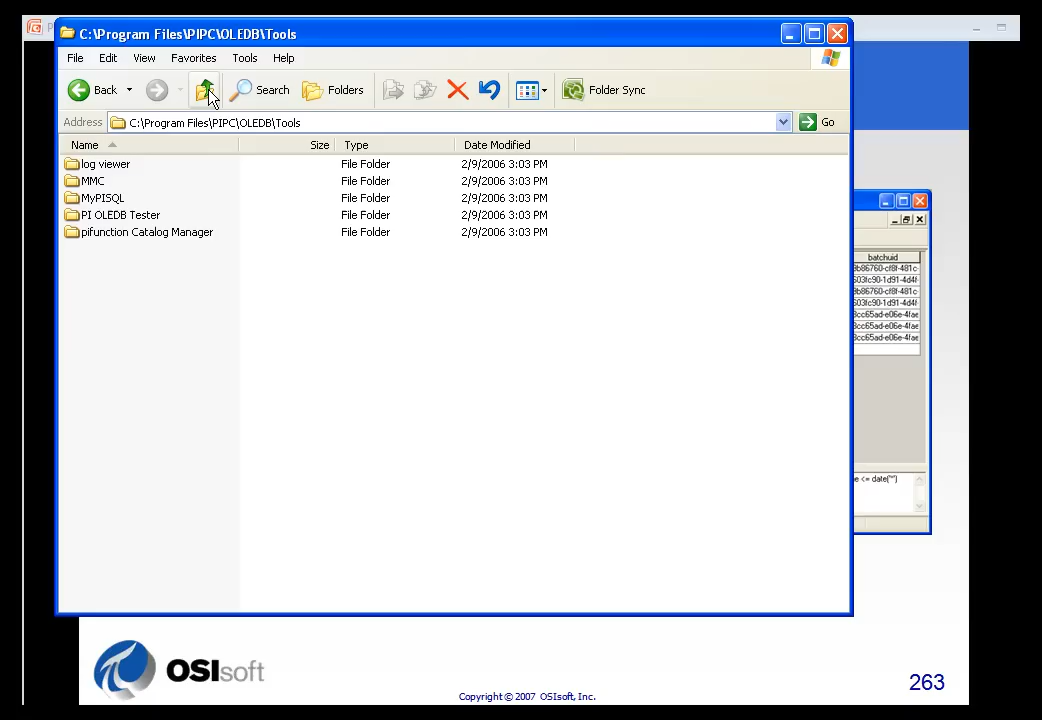 C:\Program Files\PIPC\OLEDB\Tools
File Edit View Favorites Tools Help
Back Search Folders Folder Sync
Address C:\Program Files\PIPC\OLEDB\Tools Go
Name Size Type Date Modified
log viewer File Folder 2/9/2006 3:03 PM
MMC File Folder 2/9/2006 3:03 PM
MyPISQL File Folder 2/9/2006 3:03 PM
PI OLEDB Tester File Folder 2/9/2006 3:03 PM
pifunction Catalog Manager File Folder 2/9/2006 3:03 PM
batchuid
e <= date("*")
OSIsoft
Copyright © 2007 OSIsoft, Inc.
263